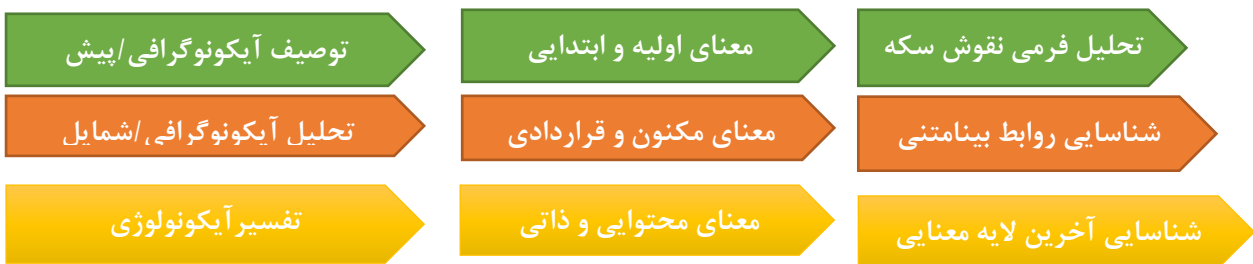 توصیف آیکونوگرافی/پیش
معنای اولیه و ابتدایی
تحلیل فرمی نقوش سکه
تحلیل آیکونوگرافی/شمایل
معنای مکنون و قراردادی
شناسایی روابط بینامتنی
تفسیرآیکونولوژی
معنای محتوایی و ذاتی
شناسایی آخرین لایه معنایی